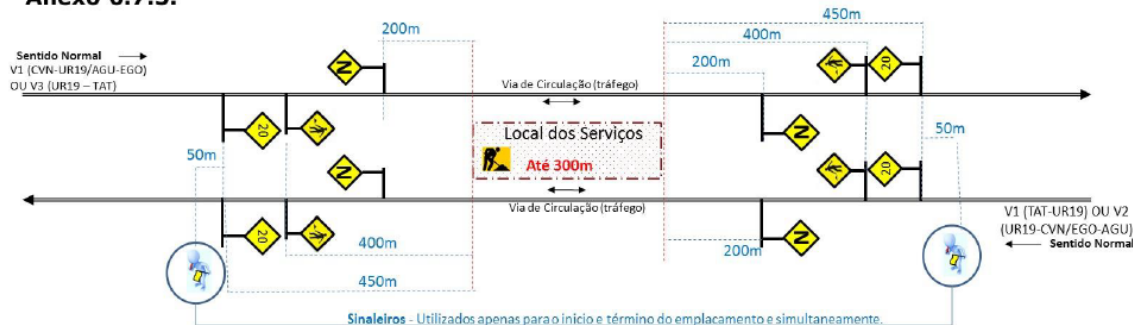 Anexo 6.7.3.
450m
200m
400m
Sentido Normal
V1 (CVN-UR19/AGU-EGO)
OU V3 (UR19 – TAT)
200m
N
20
Via de Circulação (tráfego)
20
N
Local dos Serviços
50m
50m
Até 300m
N
20
Via de Circulação (tráfego)
V1 (TAT-UR19) OU V2
(UR19-CVN/EGO-AGU)
Sentido Normal
20
400m
200m
N
450m
Sinaleiros - Utilizados apenas para o inicio e término do emplacamento e simultaneamente.